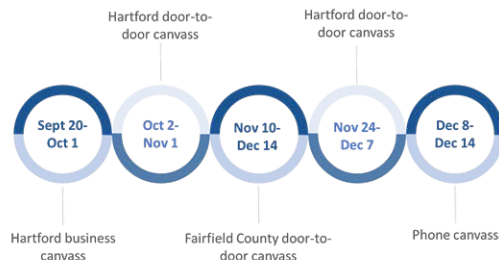 Hartford door-to-
door canvass
Hartford door-to-
door canvass
Sept 20-
Oct 1
Oct 2-
Nov 1
Nov 10-
Dec 14
Nov 24-
Dec 7
Dec 8-
Dec 14
Hartford business
canvass
Fairfield County door-to-
door canvass
Phone canvass